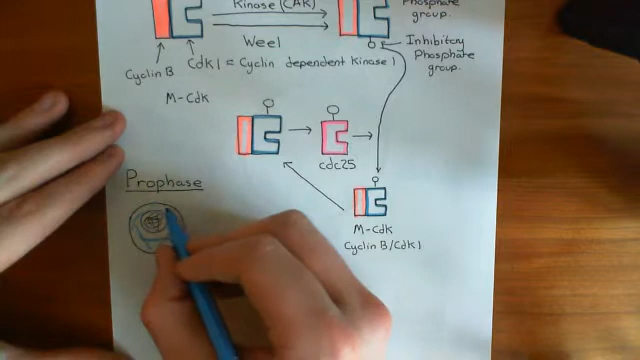 Kinase (CAK)
Phosphate
group.
Wee1
Inhibitory
Phosphate
group.
Cyclin B
Cdk1 = Cyclin dependent Kinase 1
M-Cdk
cdc25
Prophase
M-Cdk
Cyclin B/Cdk1